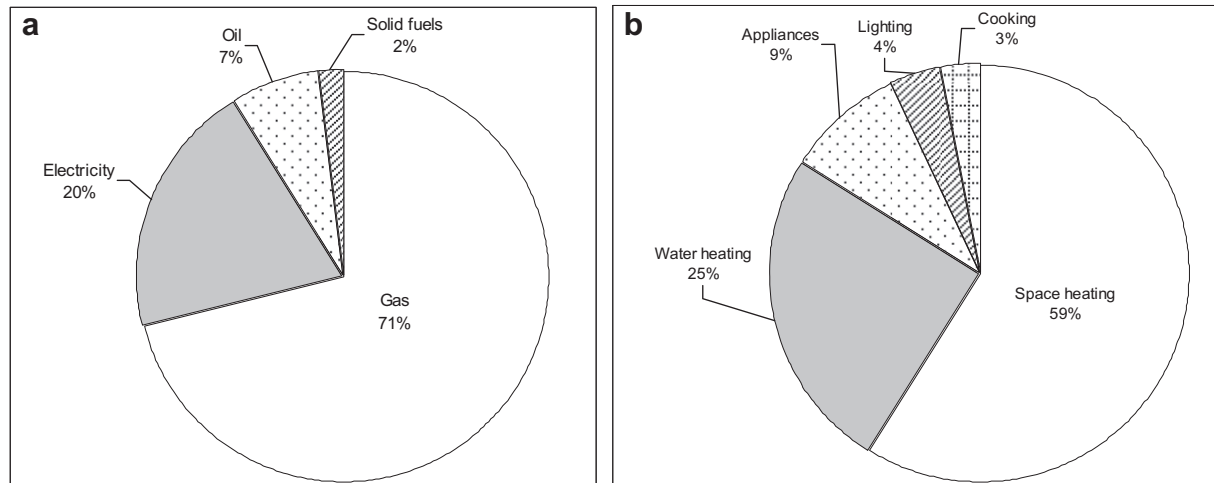 a
Solid fuels
2%
Oil
7%
Electricity
20%
Gas
71%
b
Cooking
3%
Lighting
4%
Appliances
9%
Water heating
25%
Space heating
59%